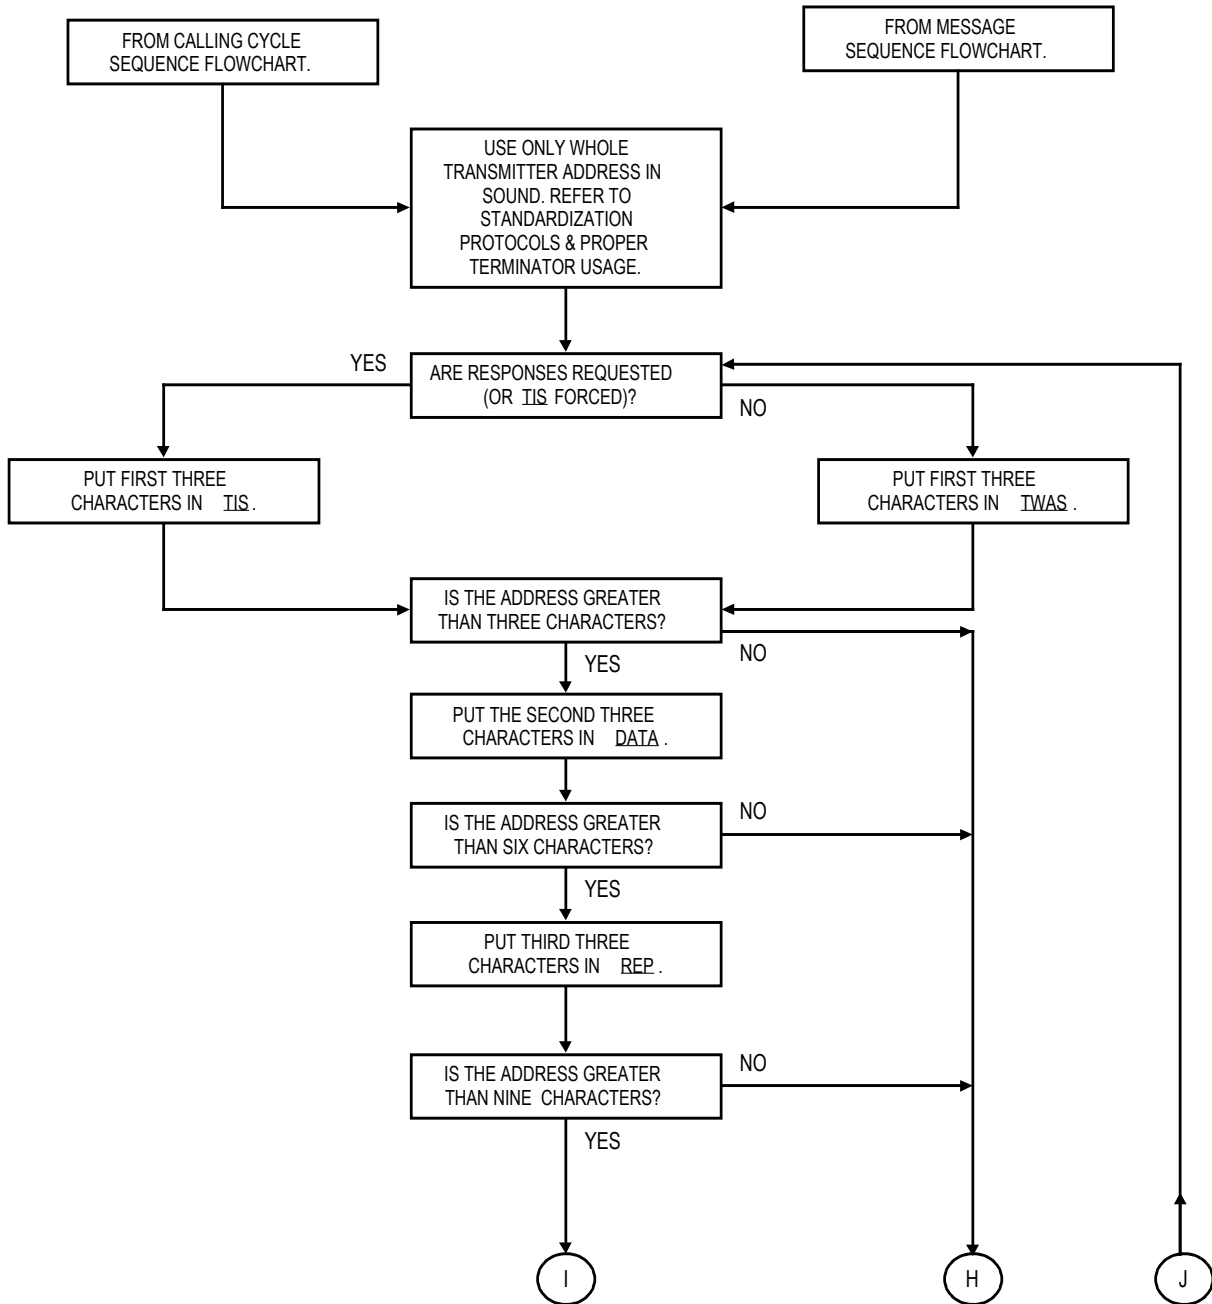 FROM CALLING CYCLE
SEQUENCE FLOWCHART.
FROM MESSAGE
SEQUENCE FLOWCHART.
USE ONLY WHOLE
TRANSMITTER ADDRESS IN
SOUND. REFER TO
STANDARDIZATION
PROTOCOLS & PROPER
TERMINATOR USAGE.
YES
ARE RESPONSES REQUESTED
(OR TIS FORCED)?
NO
PUT FIRST THREE
CHARACTERS IN TIS.
PUT FIRST THREE
CHARACTERS IN TWAS.
IS THE ADDRESS GREATER
THAN THREE CHARACTERS?
NO
YES
PUT THE SECOND THREE
CHARACTERS IN DATA.
IS THE ADDRESS GREATER
THAN SIX CHARACTERS?
NO
YES
PUT THIRD THREE
CHARACTERS IN REP.
IS THE ADDRESS GREATER
THAN NINE CHARACTERS?
NO
YES
I
H
J